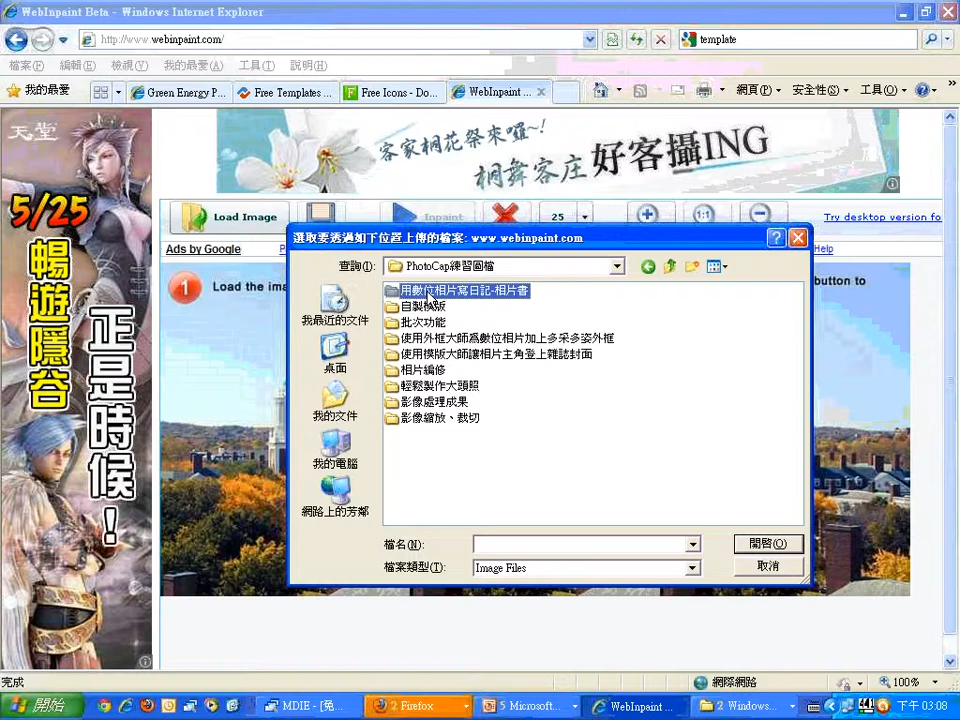 WebInpaint Beta - Windows Internet Explorer
http://www.webinpaint.com/
template
檔案(F) 編輯(E) 檢視(V) 我的最愛(A) 工具(T) 說明(H)
我的最愛
Green Energy P...
Free Templates ...
Free Icons - Do...
WebInpaint ...
網頁(P)
安全性(S)
工具(O)
天堂
5/25
暢遊隱谷
正是時候!
客家桐花祭來囉~!
桐舞客庄好客攝ING
Load Image
Inpaint
25
1:1
Try desktop version fo
Ads by Google
Help
1
Load the ima
選取要透過如下位置上傳的檔案: www.webinpaint.com
查詢(I):
PhotoCap練習圖檔
我最近的文件
桌面
我的文件
我的電腦
網路上的芳鄰
用數位相片寫日記-相片書
自製模版
批次功能
使用外框大師為數位相片加上多采多姿外框
使用模版大師讓相片主角登上雜誌封面
相片編修
輕鬆製作大頭照
影像處理成果
影像縮放、裁切
檔名(N):
開啟(O)
檔案類型(T):
Image Files
取消
完成
網際網路
100%
開始
MDIE - [免...
2 Firefox
5 Microsoft...
WebInpaint ...
2 Windows...
下午 03:08